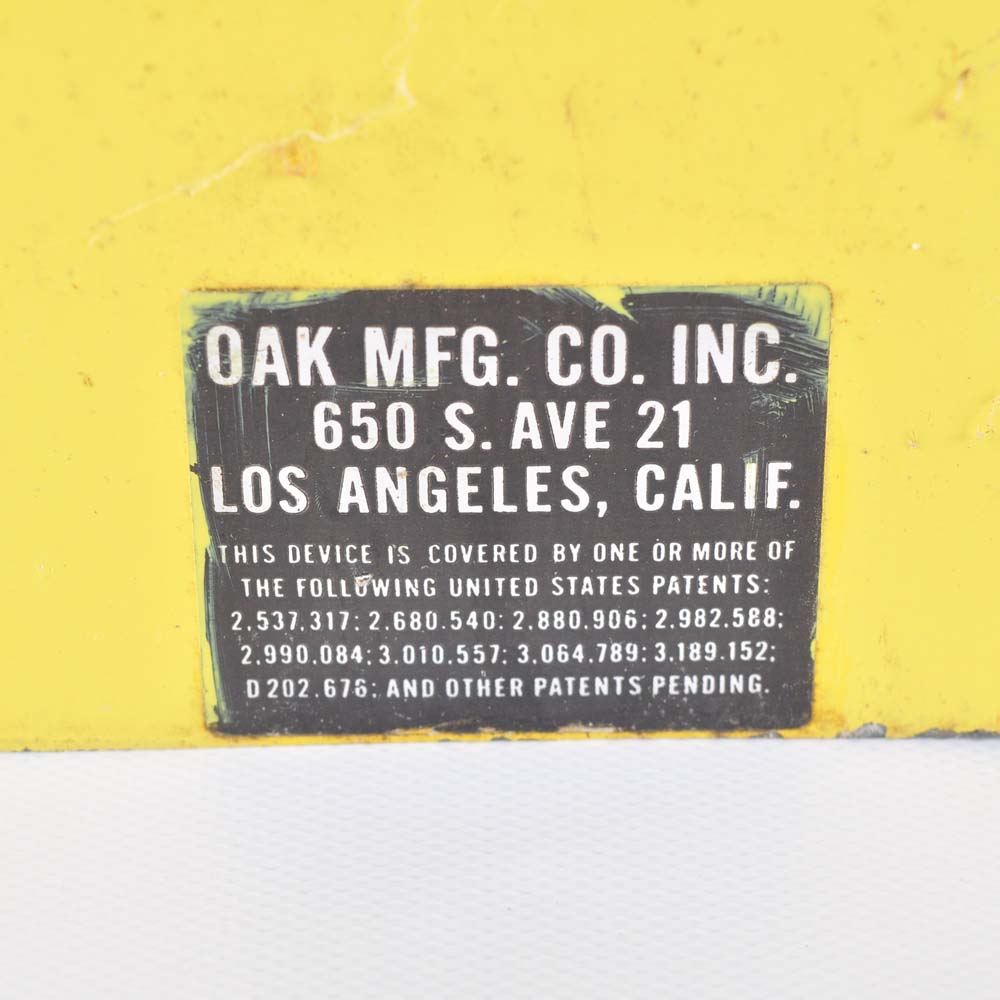 OAK MFG. CO. INC.
650 S. AVE 21
LOS ANGELES, CALIF.
THIS DEVICE IS COVERED BY ONE OR MORE OF
THE FOLLOWING UNITED STATES PATENTS:
2,537,317; 2,680,540; 2,880,906; 2,982,588;
2,990,084; 3,010,557; 3,064,789; 3,189,152;
D 202,676; AND OTHER PATENTS PENDING.